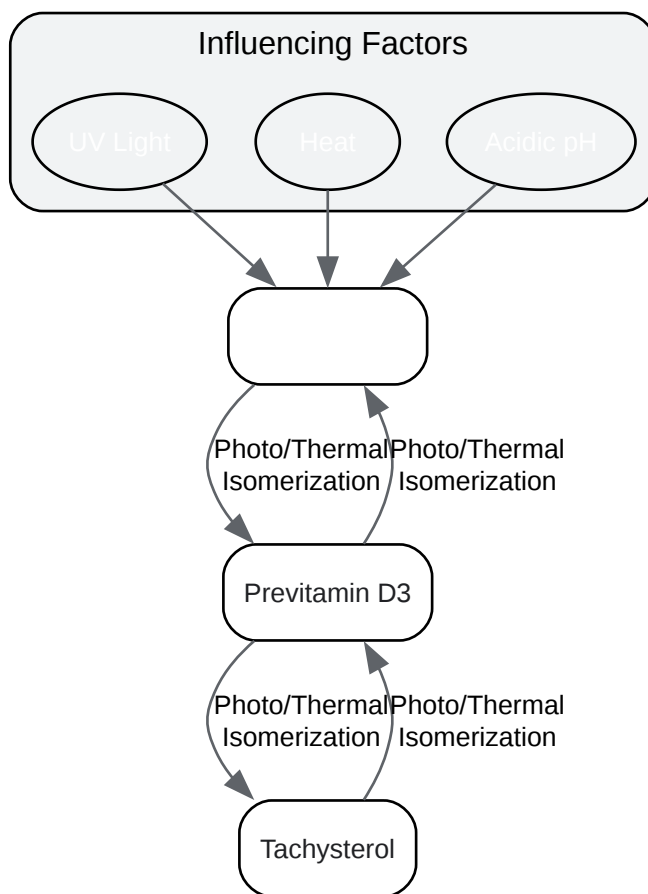 Influencing Factors
UV Light
Heat
Acidic pH
Photo/Thermal
Isomerization
Photo/Thermal
Isomerization
Previtamin D3
Photo/Thermal
Isomerization
Photo/Thermal
Isomerization
Tachysterol